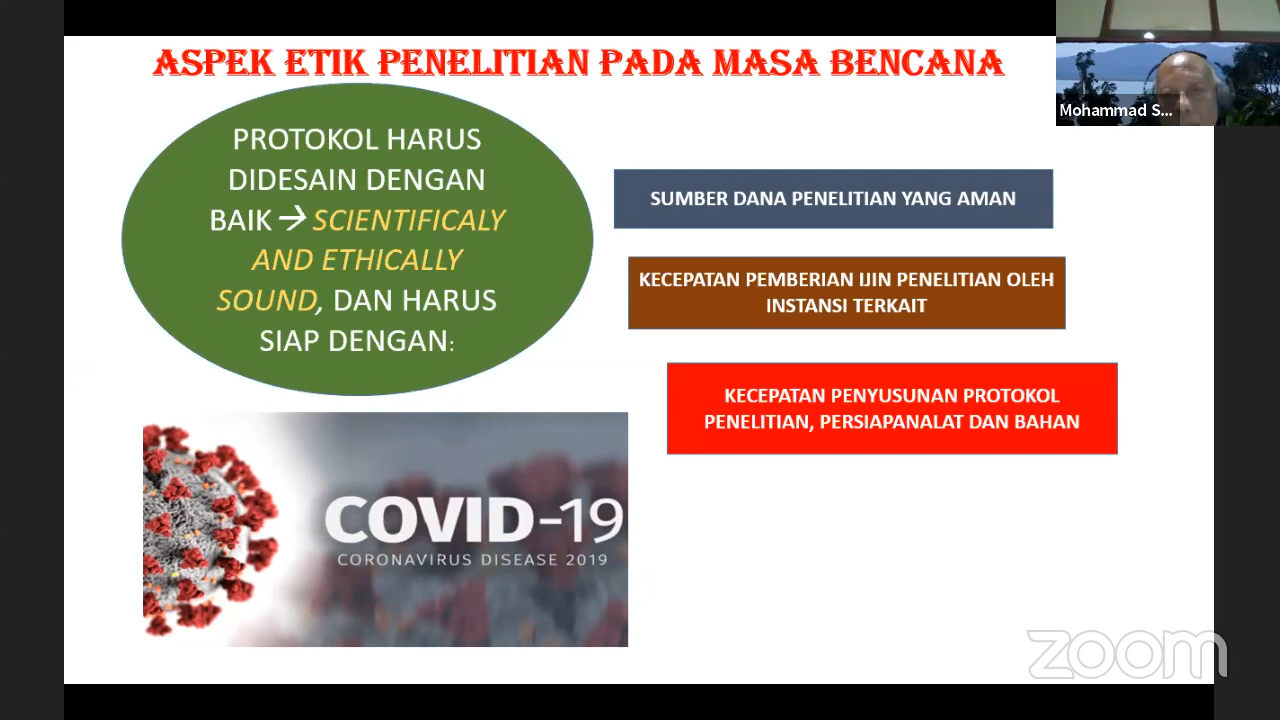 ASPEK ETIK PENELITIAN PADA MASA BENCANA
PROTOKOL HARUS
DIDESAIN DENGAN
BAIK → SCIENTIFICALY
AND ETHICALLY
SOUND, DAN HARUS
SIAP DENGAN:
SUMBER DANA PENELITIAN YANG AMAN
KECEPATAN PEMBERIAN IJIN PENELITIAN OLEH
INSTANSI TERKAIT
KECEPATAN PENYUSUNAN PROTOKOL
PENELITIAN, PERSIAPANALAT DAN BAHAN
COVID-19
CORONAVIRUS DISEASE 2019
Mohammad S...
zoom